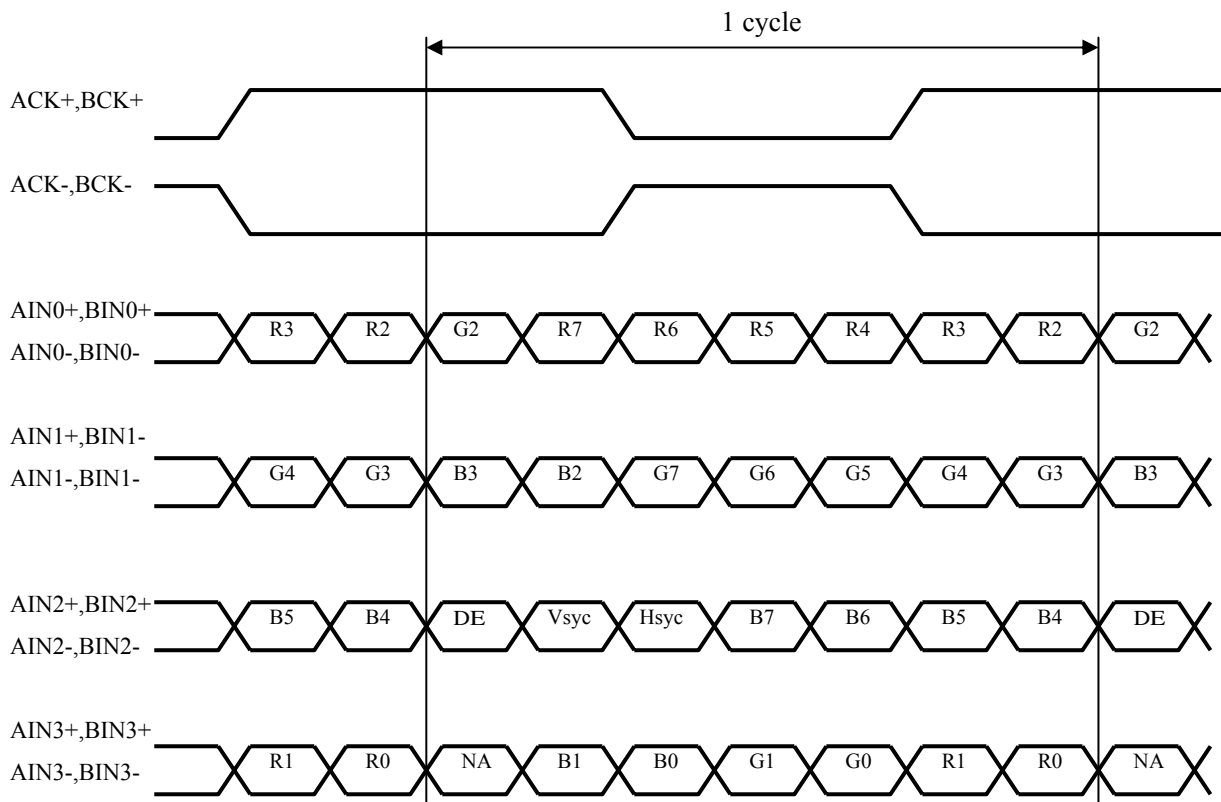 1 cycle
ACK+,BCK+
ACK-,BCK-
AIN0+,BIN0+
R3 R2 G2 R7 R6 R5 R4 R3 R2 G2
AIN0-,BIN0-
AIN1+,BIN1-
G4 G3 B3 B2 G7 G6 G5 G4 G3 B3
AIN1-,BIN1-
AIN2+,BIN2+
B5 B4 DE Vsyc Hsyc B7 B6 B5 B4 DE
AIN2-,BIN2-
AIN3+,BIN3+
R1 R0 NA B1 B0 G1 G0 R1 R0 NA
AIN3-,BIN3-